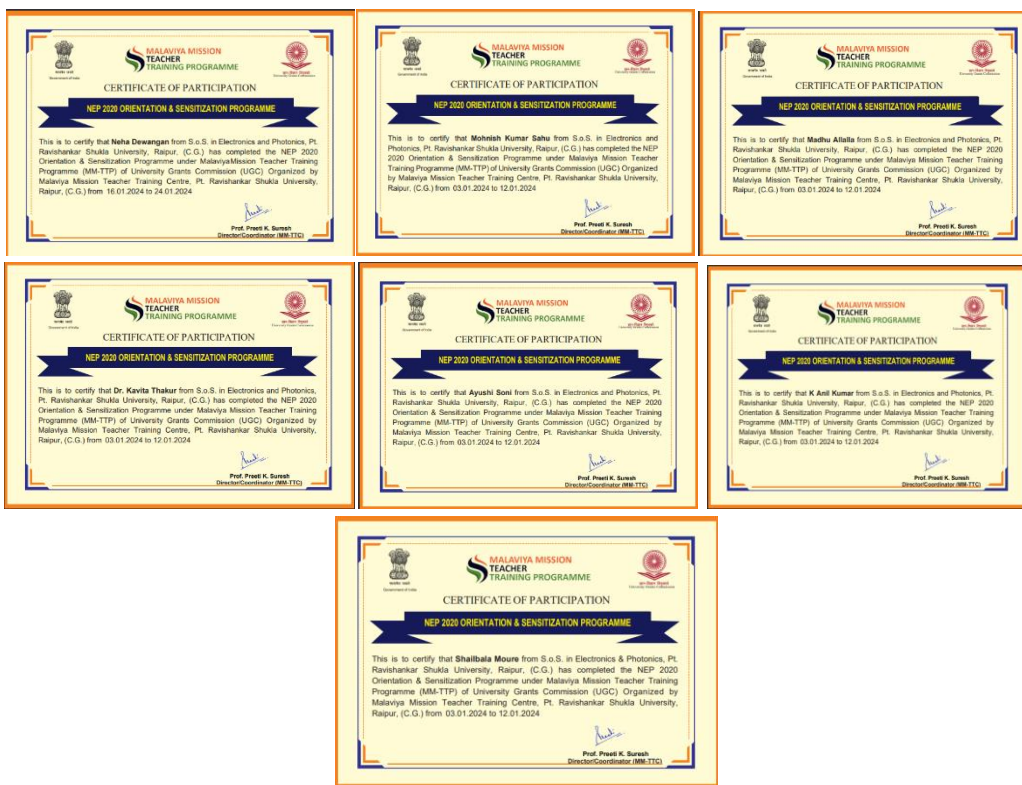 MALAVIYA MISSION
TEACHER
TRAINING PROGRAMME
Government of India
CERTIFICATE OF PARTICIPATION
NEP 2020 ORIENTATION & SENSITIZATION PROGRAMME
This is to certify that Neha Dewangan from S.o.S. in Electronics and Photonics, Pt.
Ravishankar Shukla University, Raipur, (C.G.) has completed the NEP 2020
Orientation & Sensitization Programme under MalaviyaMission Teacher Training
Programme (MM-TTP) of University Grants Commission (UGC) Organized by
Malaviya Mission Teacher Training Centre, Pt. Ravishankar Shukla University,
Raipur, (C.G.) from 16.01.2024 to 24.01.2024
Prof. Preeti K. Suresh
Director/Coordinator (MM-TTC)
MALAVIYA MISSION
TEACHER
TRAINING PROGRAMME
Government of India
CERTIFICATE OF PARTICIPATION
NEP 2020 ORIENTATION & SENSITIZATION PROGRAMME
This is to certify that Mohnish Kumar Sahu from S.o.S. in Electronics and
Photonics, Pt. Ravishankar Shukla University, Raipur, (C.G.) has completed the NEP
2020 Orientation & Sensitization Programme under Malaviya Mission Teacher Training
Programme (MM-TTP) of University Grants Commission (UGC) Organized by
Malaviya Mission Teacher Training Centre, Pt. Ravishankar Shukla University,
Raipur, (C.G.) from 03.01.2024 to 12.01.2024
Prof. Preeti K. Suresh
Director/Coordinator (MM-TTC)
MALAVIYA MISSION
TEACHER
TRAINING PROGRAMME
Government of India
CERTIFICATE OF PARTICIPATION
NEP 2020 ORIENTATION & SENSITIZATION PROGRAMME
This is to certify that Madhu Allalla from S.o.S. in Electronics and Photonics, Pt.
Ravishankar Shukla University, Raipur, (C.G.) has completed the NEP 2020
Orientation & Sensitization Programme under Malaviya Mission Teacher Training
Programme (MM-TTP) of University Grants Commission (UGC) Organized by
Malaviya Mission Teacher Training Centre, Pt. Ravishankar Shukla University,
Raipur, (C.G.) from 03.01.2024 to 12.01.2024
Prof. Preeti K. Suresh
Director/Coordinator (MM-TTC)
MALAVIYA MISSION
TEACHER
TRAINING PROGRAMME
Government of India
CERTIFICATE OF PARTICIPATION
NEP 2020 ORIENTATION & SENSITIZATION PROGRAMME
This is to certify that Dr. Kavita Thakur from S.o.S. in Electronics and Photonics,
Pt. Ravishankar Shukla University, Raipur, (C.G.) has completed the NEP 2020
Orientation & Sensitization Programme under Malaviya Mission Teacher Training
Programme (MM-TTP) of University Grants Commission (UGC) Organized by
Malaviya Mission Teacher Training Centre, Pt. Ravishankar Shukla University,
Raipur, (C.G.) from 03.01.2024 to 12.01.2024
Prof. Preeti K. Suresh
Director/Coordinator (MM-TTC)
MALAVIYA MISSION
TEACHER
TRAINING PROGRAMME
Government of India
CERTIFICATE OF PARTICIPATION
NEP 2020 ORIENTATION & SENSITIZATION PROGRAMME
This is to certify that Ayushi Soni from S.o.S. in Electronics and Photonics, Pt.
Ravishankar Shukla University, Raipur, (C.G.) has completed the NEP 2020
Orientation & Sensitization Programme under Malaviya Mission Teacher Training
Programme (MM-TTP) of University Grants Commission (UGC) Organized by
Malaviya Mission Teacher Training Centre, Pt. Ravishankar Shukla University,
Raipur, (C.G.) from 03.01.2024 to 12.01.2024
Prof. Preeti K. Suresh
Director/Coordinator (MM-TTC)
MALAVIYA MISSION
TEACHER
TRAINING PROGRAMME
Government of India
CERTIFICATE OF PARTICIPATION
NEP 2020 ORIENTATION & SENSITIZATION PROGRAMME
This is to certify that K Anil Kumar from S.o.S. in Electronics and Photonics, Pt.
Ravishankar Shukla University, Raipur, (C.G.) has completed the NEP 2020
Orientation & Sensitization Programme under Malaviya Mission Teacher Training
Programme (MM-TTP) of University Grants Commission (UGC) Organized by
Malaviya Mission Teacher Training Centre, Pt. Ravishankar Shukla University,
Raipur, (C.G.) from 03.01.2024 to 12.01.2024
Prof. Preeti K. Suresh
Director/Coordinator (MM-TTC)
MALAVIYA MISSION
TEACHER
TRAINING PROGRAMME
Government of India
CERTIFICATE OF PARTICIPATION
NEP 2020 ORIENTATION & SENSITIZATION PROGRAMME
This is to certify that Shailbala Moure from S.o.S. in Electronics & Photonics, Pt.
Ravishankar Shukla University, Raipur, (C.G.) has completed the NEP 2020
Orientation & Sensitization Programme under Malaviya Mission Teacher Training
Programme (MM-TTP) of University Grants Commission (UGC) Organized by
Malaviya Mission Teacher Training Centre, Pt. Ravishankar Shukla University,
Raipur, (C.G.) from 03.01.2024 to 12.01.2024
Prof. Preeti K. Suresh
Director/Coordinator (MM-TTC)